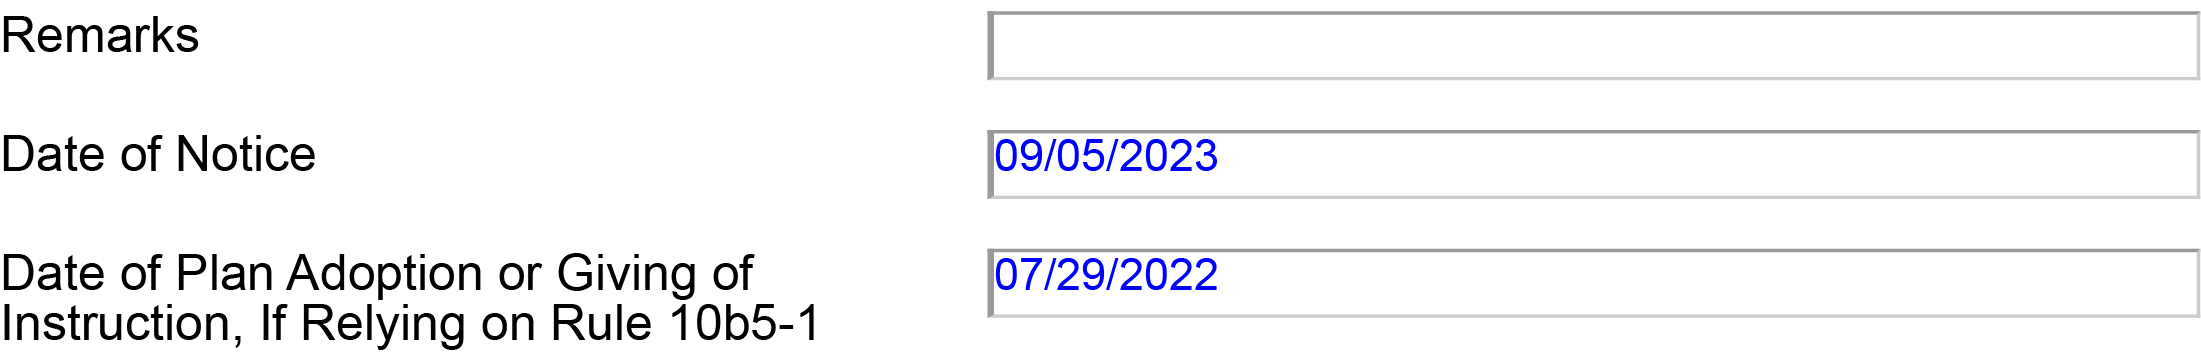 Remarks
Date of Notice 09/05/2023
Date of Plan Adoption or Giving of 07/29/2022
Instruction, If Relying on Rule 10b5-1